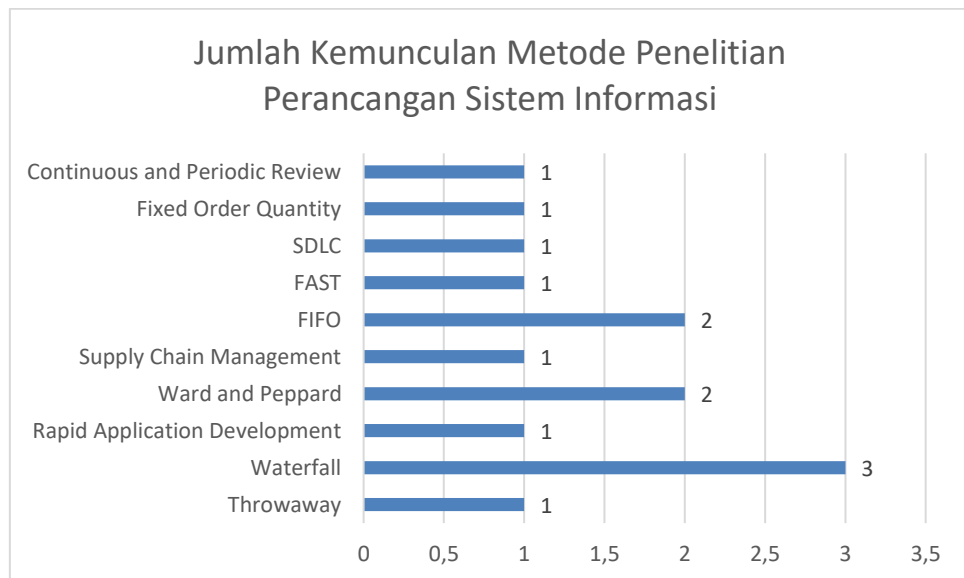 Jumlah Kemunculan Metode Penelitian
Perancangan Sistem Informasi
Continuous and Periodic Review 1
Fixed Order Quantity 1
SDLC 1
FAST 1
FIFO 2
Supply Chain Management 1
Ward and Peppard 2
Rapid Application Development 1
Waterfall 3
Throwaway 1
0 0,5 1 1,5 2 2,5 3 3,5